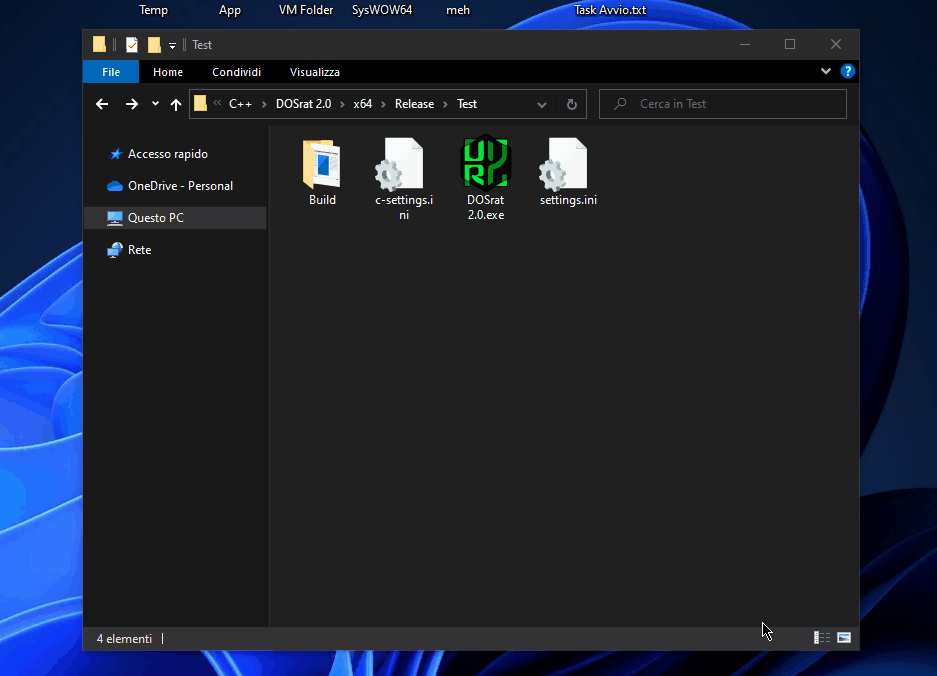 Temp App VM Folder SysWOW64 meh Task Avvio.txt
Test
File Home Condividi Visualizza ?
« C++ › DOSrat 2.0 › x64 › Release › Test
Cerca in Test
Accesso rapido
OneDrive - Personal
Questo PC
Rete
Build
c-settings.i
ni
DOSrat
2.0.exe
settings.ini
4 elementi